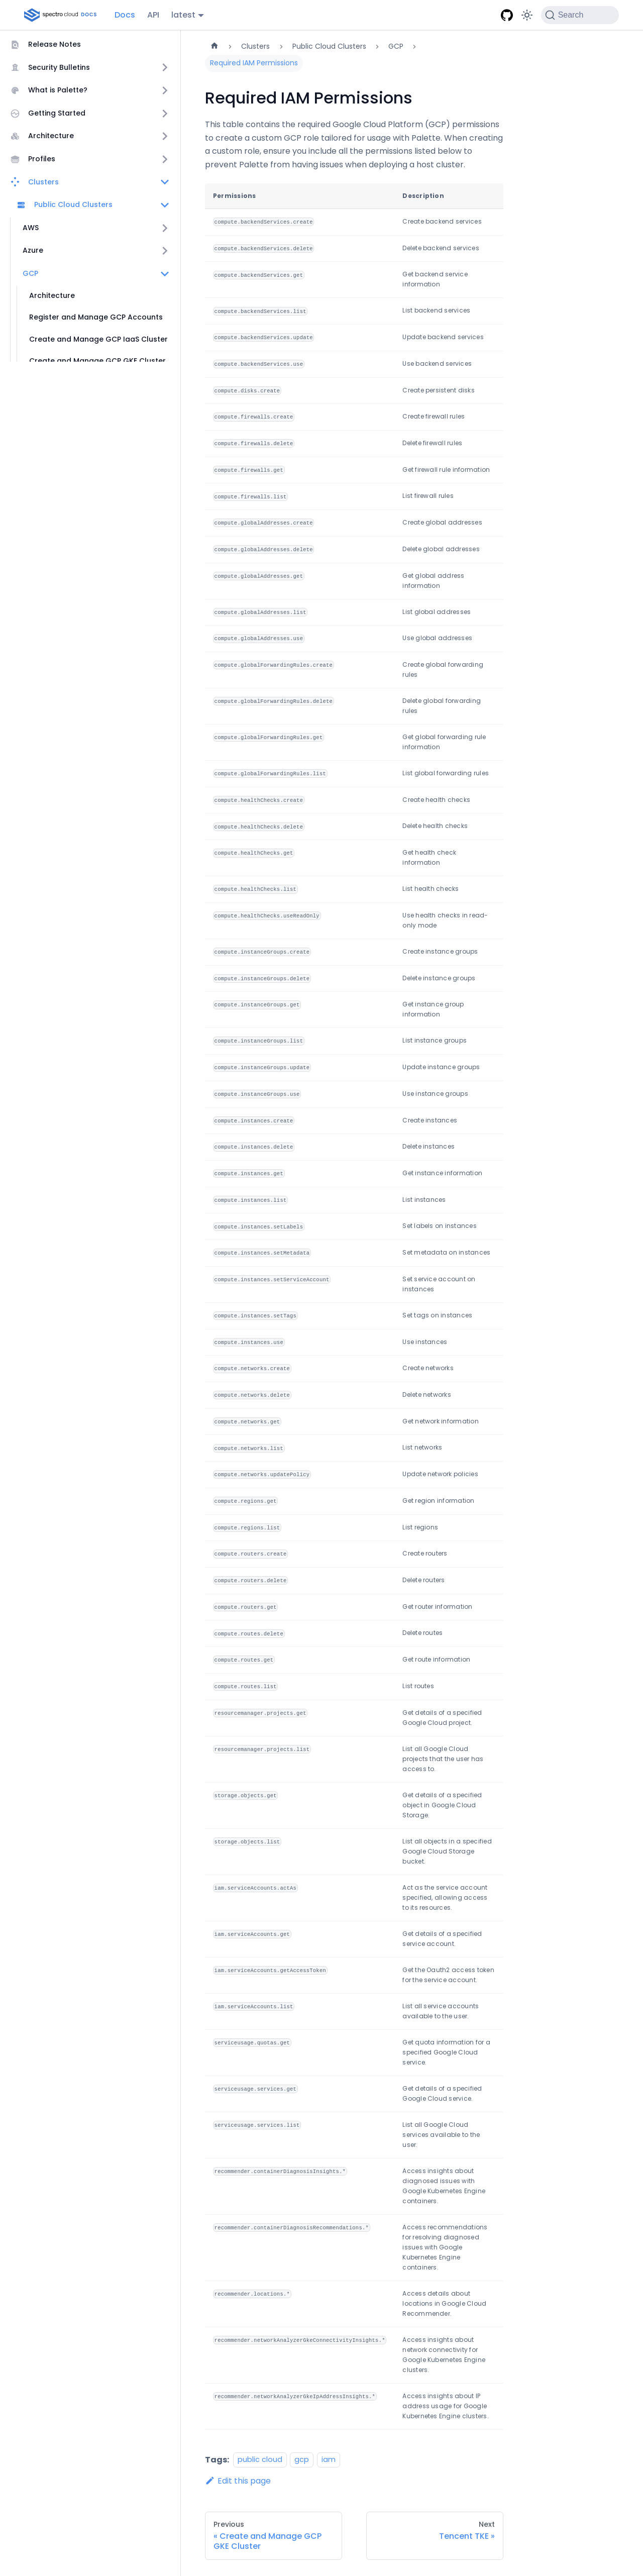 spectro cloud DOCS Docs API latest Search
Release Notes
Security Bulletins
What is Palette?
Getting Started
Architecture
Profiles
Clusters
Public Cloud Clusters
AWS
Azure
GCP
Architecture
Register and Manage GCP Accounts
Create and Manage GCP IaaS Cluster
Create and Manage GCP GKE Cluster
Clusters Public Cloud Clusters GCP
Required IAM Permissions
Required IAM Permissions
This table contains the required Google Cloud Platform (GCP) permissions
to create a custom GCP role tailored for usage with Palette. When creating
a custom role, ensure you include all the permissions listed below to
prevent Palette from having issues when deploying a host cluster.
Permissions Description
compute.backendServices.create Create backend services
compute.backendServices.delete Delete backend services
compute.backendServices.get Get backend service
information
compute.backendServices.list List backend services
compute.backendServices.update Update backend services
compute.backendServices.use Use backend services
compute.disks.create Create persistent disks
compute.firewalls.create Create firewall rules
compute.firewalls.delete Delete firewall rules
compute.firewalls.get Get firewall rule information
compute.firewalls.list List firewall rules
compute.globalAddresses.create Create global addresses
compute.globalAddresses.delete Delete global addresses
compute.globalAddresses.get Get global address
information
compute.globalAddresses.list List global addresses
compute.globalAddresses.use Use global addresses
compute.globalForwardingRules.create Create global forwarding
rules
compute.globalForwardingRules.delete Delete global forwarding
rules
compute.globalForwardingRules.get Get global forwarding rule
information
compute.globalForwardingRules.list List global forwarding rules
compute.healthChecks.create Create health checks
compute.healthChecks.delete Delete health checks
compute.healthChecks.get Get health check
information
compute.healthChecks.list List health checks
compute.healthChecks.useReadOnly Use health checks in read-
only mode
compute.instanceGroups.create Create instance groups
compute.instanceGroups.delete Delete instance groups
compute.instanceGroups.get Get instance group
information
compute.instanceGroups.list List instance groups
compute.instanceGroups.update Update instance groups
compute.instanceGroups.use Use instance groups
compute.instances.create Create instances
compute.instances.delete Delete instances
compute.instances.get Get instance information
compute.instances.list List instances
compute.instances.setLabels Set labels on instances
compute.instances.setMetadata Set metadata on instances
compute.instances.setServiceAccount Set service account on
instances
compute.instances.setTags Set tags on instances
compute.instances.use Use instances
compute.networks.create Create networks
compute.networks.delete Delete networks
compute.networks.get Get network information
compute.networks.list List networks
compute.networks.updatePolicy Update network policies
compute.regions.get Get region information
compute.regions.list List regions
compute.routers.create Create routers
compute.routers.delete Delete routers
compute.routers.get Get router information
compute.routes.delete Delete routes
compute.routes.get Get route information
compute.routes.list List routes
resourcemanager.projects.get Get details of a specified
Google Cloud project.
resourcemanager.projects.list List all Google Cloud
projects that the user has
access to.
storage.objects.get Get details of a specified
object in Google Cloud
Storage.
storage.objects.list List all objects in a specified
Google Cloud Storage
bucket.
iam.serviceAccounts.actAs Act as the service account
specified, allowing access
to its resources.
iam.serviceAccounts.get Get details of a specified
service account.
iam.serviceAccounts.getAccessToken Get the Oauth2 access token
for the service account.
iam.serviceAccounts.list List all service accounts
available to the user.
serviceusage.quotas.get Get quota information for a
specified Google Cloud
service.
serviceusage.services.get Get details of a specified
Google Cloud service.
serviceusage.services.list List all Google Cloud
services available to the
user.
recommender.containerDiagnosisInsights.* Access insights about
diagnosed issues with
Google Kubernetes Engine
containers.
recommender.containerDiagnosisRecommendations.* Access recommendations
for resolving diagnosed
issues with Google
Kubernetes Engine
containers.
recommender.locations.* Access details about
locations in Google Cloud
Recommender.
recommender.networkAnalyzerGkeConnectivityInsights.* Access insights about
network connectivity for
Google Kubernetes Engine
clusters.
recommender.networkAnalyzerGkeIpAddressInsights.* Access insights about IP
address usage for Google
Kubernetes Engine clusters.
Tags: public cloud gcp iam
Edit this page
Previous
« Create and Manage GCP
GKE Cluster
Next
Tencent TKE »